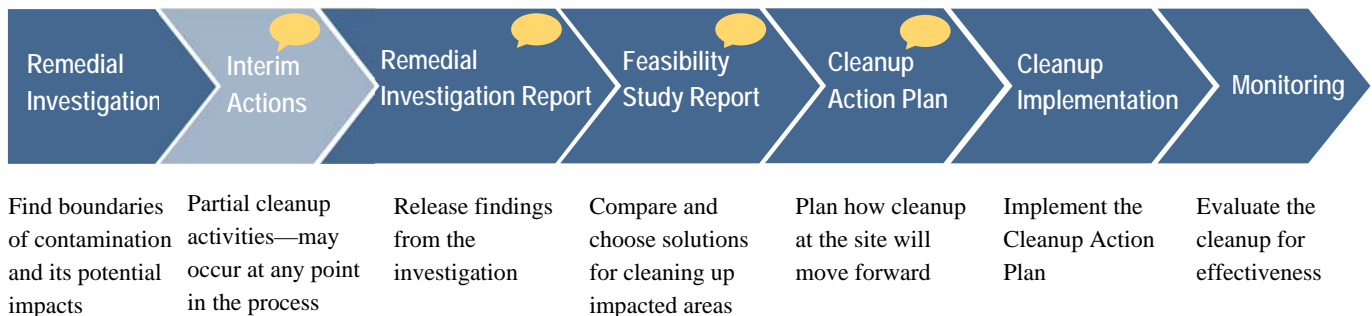 Remedial
Investigation
Interim
Actions
Remedial
Investigation Report
Feasibility
Study Report
Cleanup
Action Plan
Cleanup
Implementation
Monitoring
Find boundaries
of contamination
and its potential
impacts
Partial cleanup
activities—may
occur at any point
in the process
Release findings
from the
investigation
Compare and
choose solutions
for cleaning up
impacted areas
Plan how cleanup
at the site will
move forward
Implement the
Cleanup Action
Plan
Evaluate the
cleanup for
effectiveness